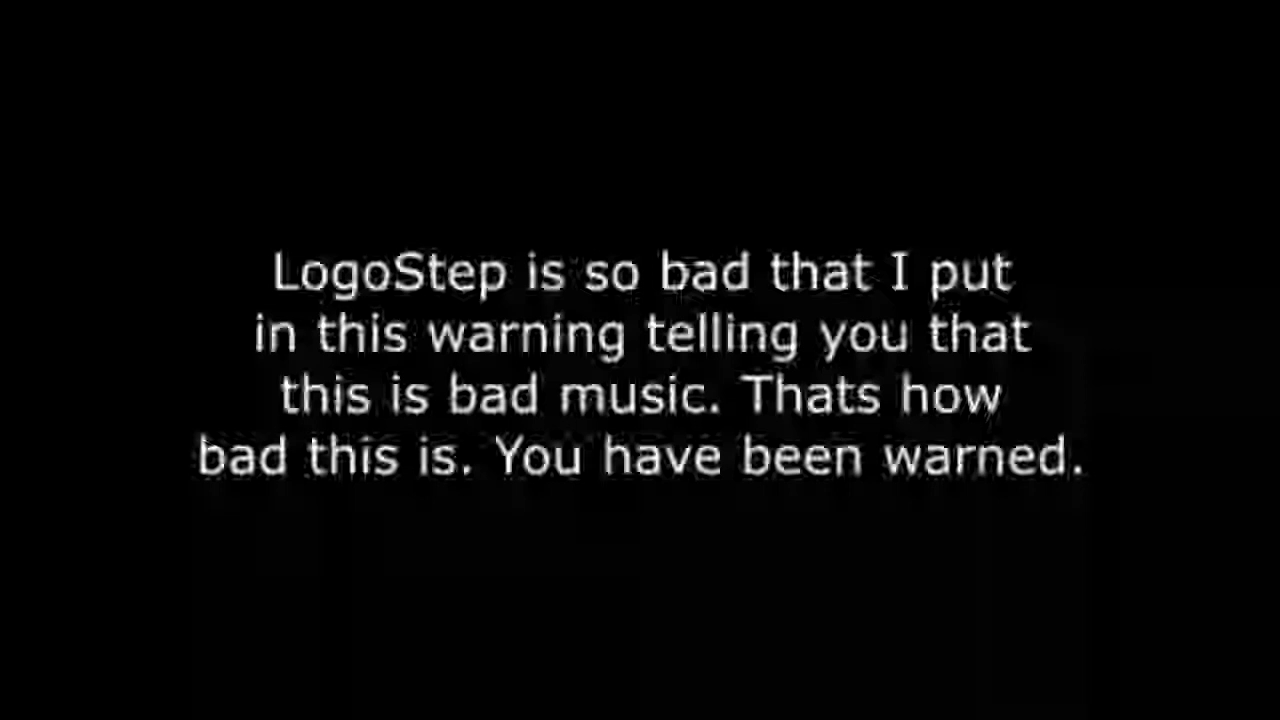 LogoStep is so bad that I put
in this warning telling you that
this is bad music. Thats how
bad this is. You have been warned.